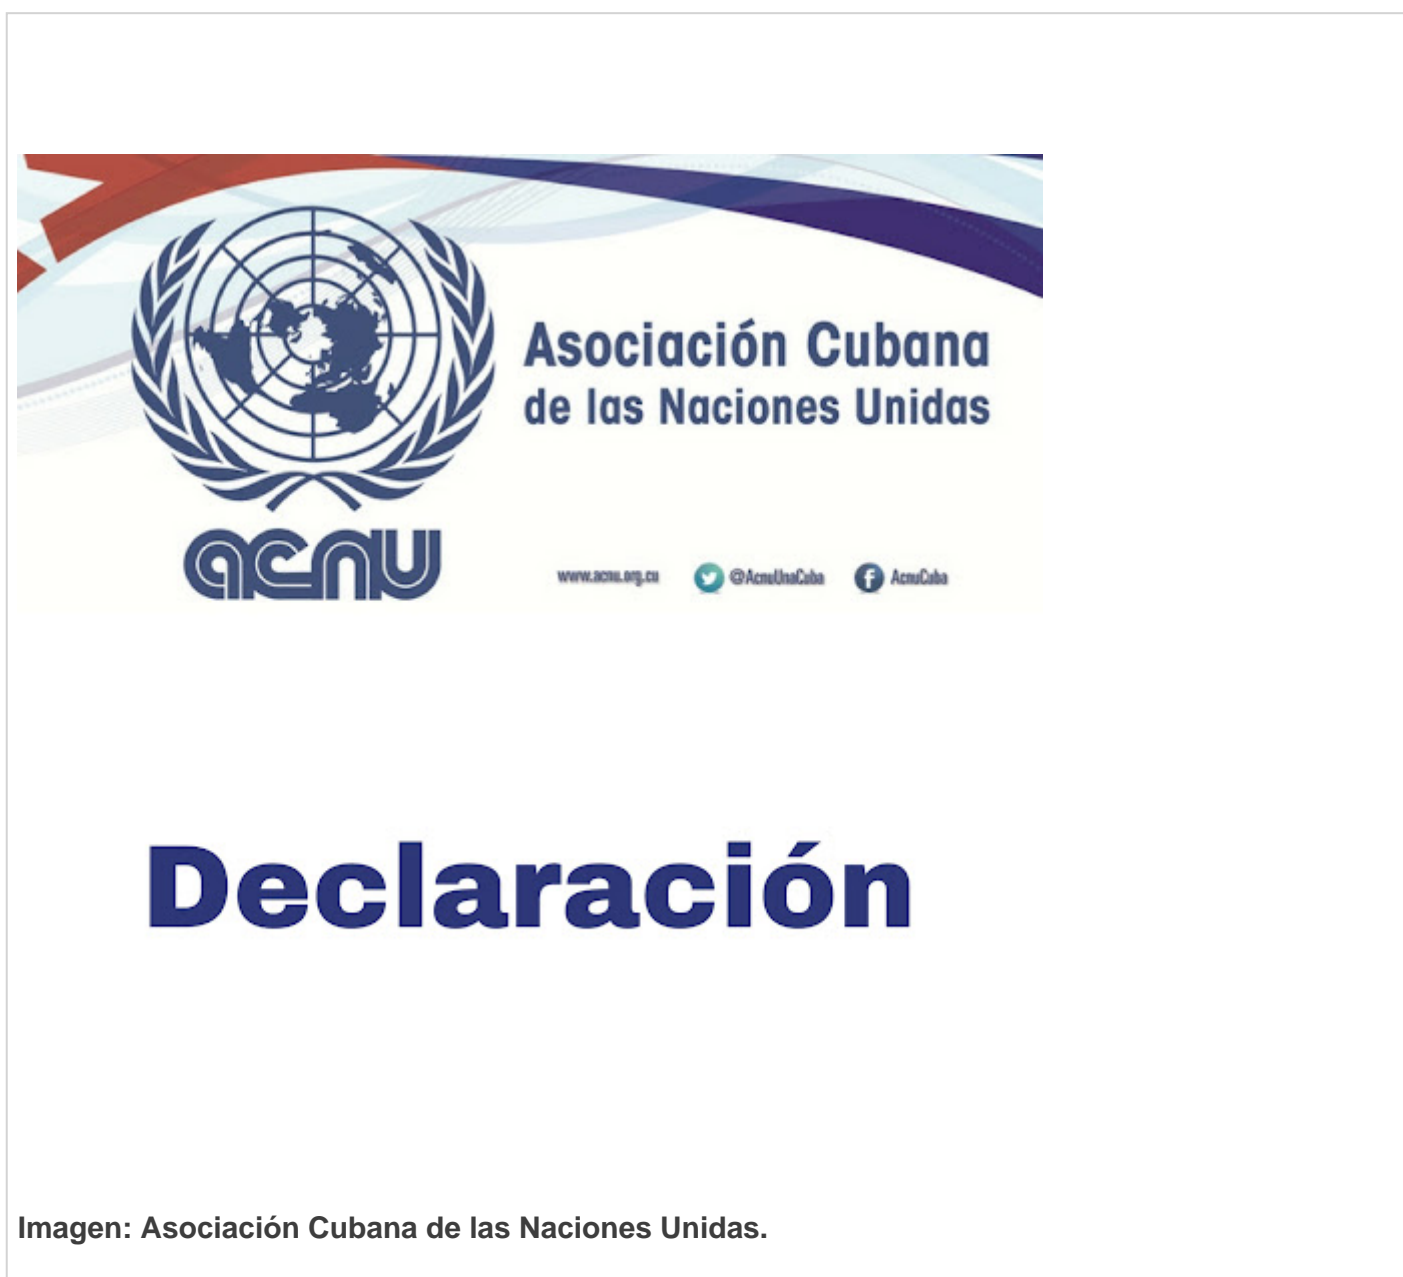 Asociación Cubana
de las Naciones Unidas
acnu
www.acnu.org.cu @AcnuUnaCuba AcnuCuba
Declaración
Imagen: Asociación Cubana de las Naciones Unidas.